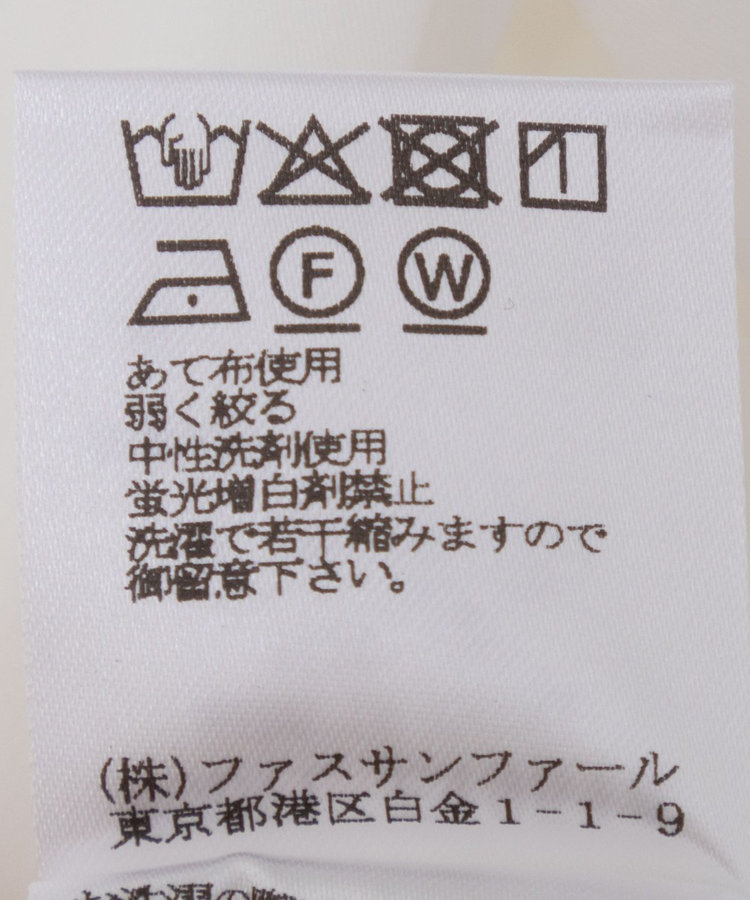 F W
あて布使用
弱く絞る
中性洗剤使用
蛍光増白剤禁止
洗濯で若干縮みますので
御留意下さい。
(株)ファスサンファール
東京都港区白金1-1-9